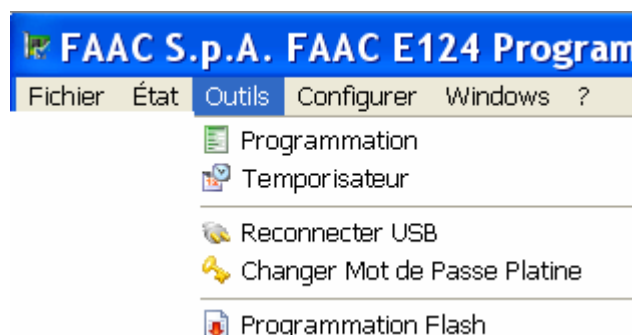 FAAC S.p.A. FAAC E124 Program
Fichier État Outils Configurer Windows ?
Programmation
Temporisateur
Reconnecter USB
Changer Mot de Passe Platine
Programmation Flash